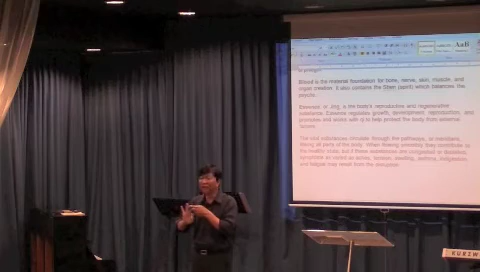 Blood is the material foundation for bone, nerve, skin, muscle, and
organ creation. It also contains the Shen (spirit) which balances the
psyche.
Essence, or Jing, is the body's reproductive and regenerative
substance. Essence regulates growth, development, reproduction, and
promotes and works with qi to help protect the body from external
factors.
The vital substances circulate through the pathways, or meridians,
linking all parts of the body. When flowing smoothly they contribute to
the healthy state, but if these substances are congested or depleted,
symptoms as varied as aches, tension, swelling, asthma, indigestion
and fatigue may result from the disruption.
KURZW